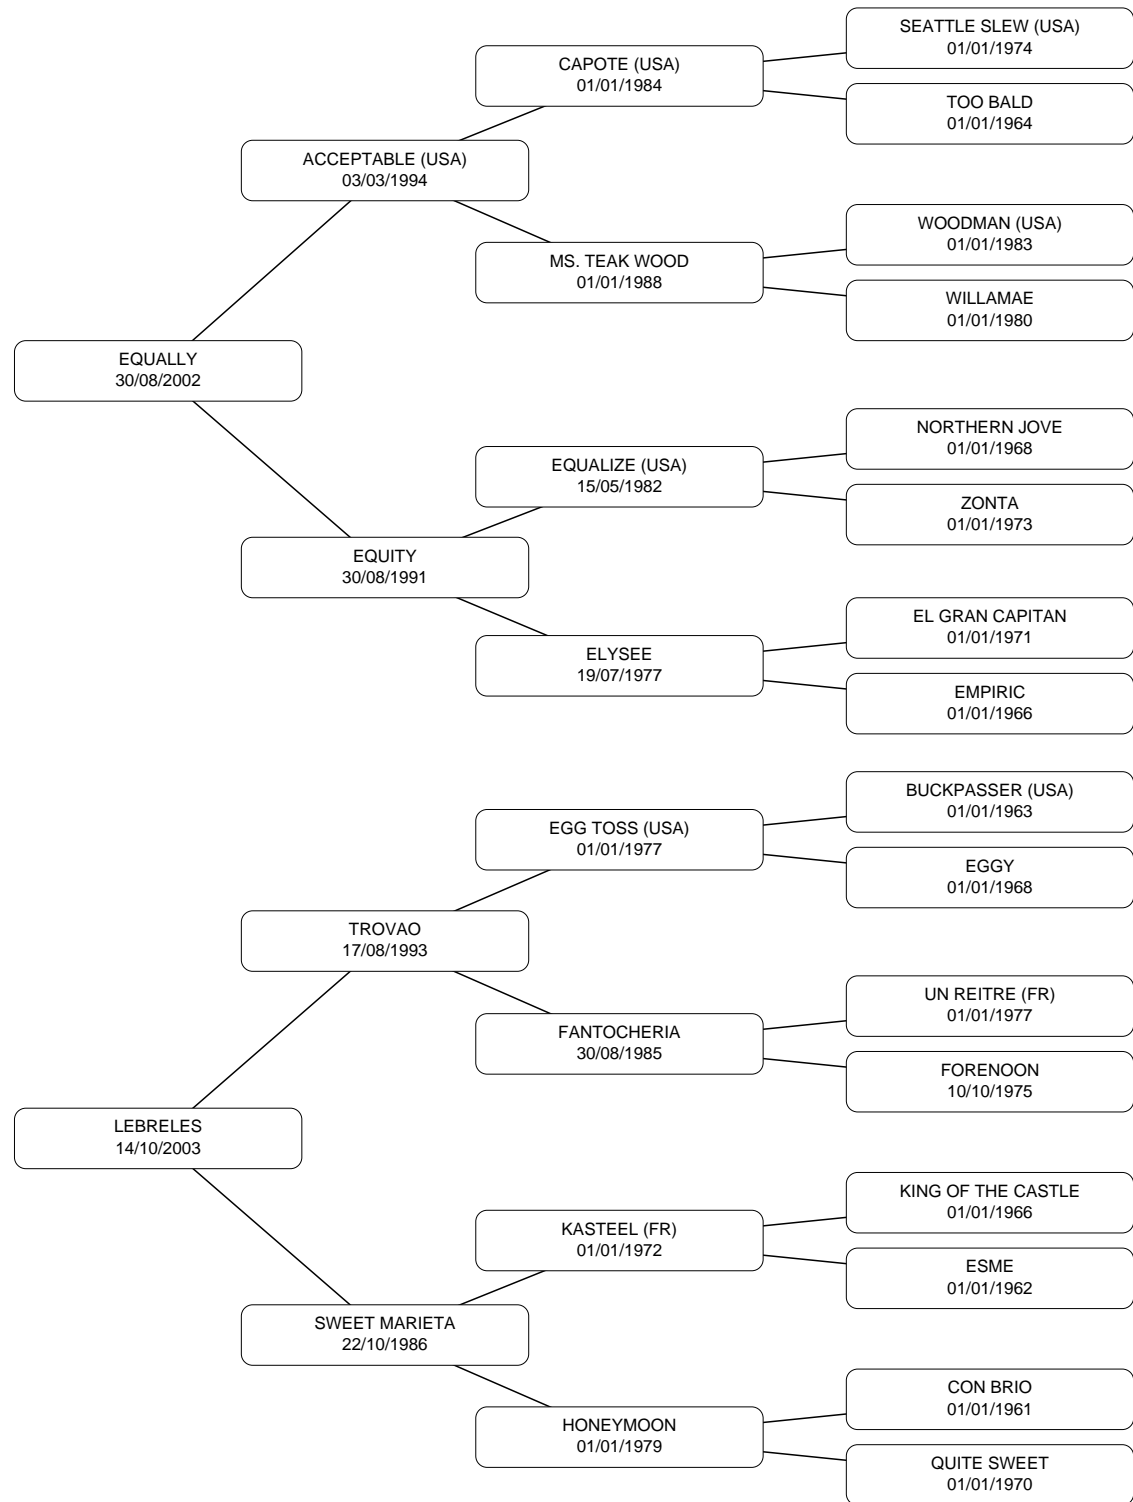 SEATTLE SLEW (USA)
01/01/1974
CAPOTE (USA)
01/01/1984
TOO BALD
01/01/1964
ACCEPTABLE (USA)
03/03/1994
WOODMAN (USA)
01/01/1983
MS. TEAK WOOD
01/01/1988
WILLAMAE
01/01/1980
EQUALLY
30/08/2002
NORTHERN JOVE
01/01/1968
EQUALIZE (USA)
15/05/1982
ZONTA
01/01/1973
EQUITY
30/08/1991
EL GRAN CAPITAN
01/01/1971
ELYSEE
19/07/1977
EMPIRIC
01/01/1966
BUCKPASSER (USA)
01/01/1963
EGG TOSS (USA)
01/01/1977
EGGY
01/01/1968
TROVAO
17/08/1993
UN REITRE (FR)
01/01/1977
FANTOCHERIA
30/08/1985
FORENOON
10/10/1975
LEBRELES
14/10/2003
KING OF THE CASTLE
01/01/1966
KASTEEL (FR)
01/01/1972
ESME
01/01/1962
SWEET MARIETA
22/10/1986
CON BRIO
01/01/1961
HONEYMOON
01/01/1979
QUITE SWEET
01/01/1970